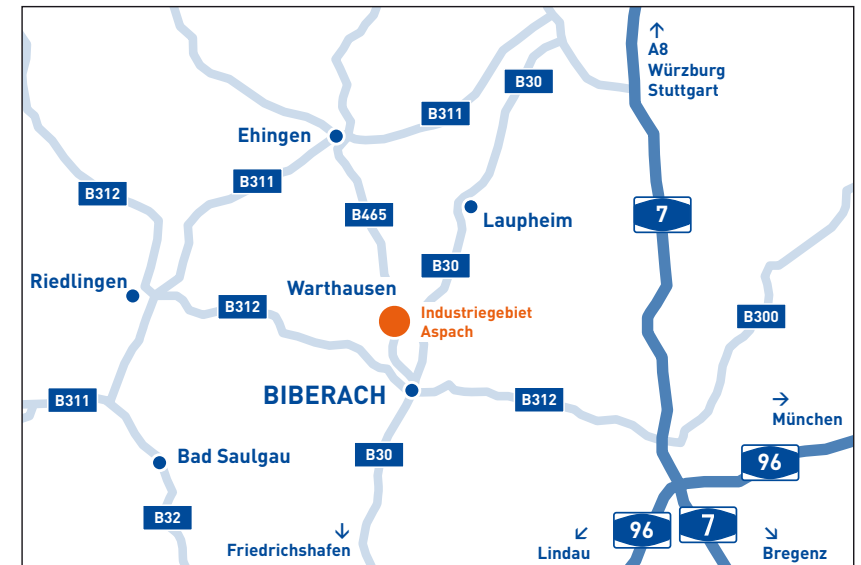 A8
Würzburg
Stuttgart
B30
B311
Ehingen
B311
B312
7
B465
Laupheim
B30
Riedlingen
Warthausen
B312
Industriegebiet
Aspach
B300
BIBERACH
B312
B311
München
Bad Saulgau
B30
96
B32
96
7
Friedrichshafen
Lindau
Bregenz